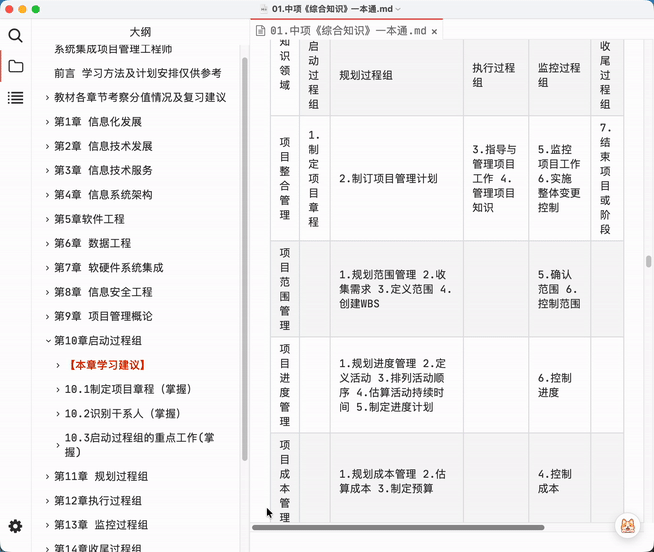 01.中项《综合知识》一本通.md
大纲
系统集成项目管理工程师
前言 学习方法及计划安排仅供参考
教材各章节考察分值情况及复习建议
第1章 信息化发展
第2章 信息技术发展
第3章 信息技术服务
第4章 信息系统架构
第5章软件工程
第6章 数据工程
第7章 软硬件系统集成
第8章 信息安全工程
第9章 项目管理概论
第10章启动过程组
【本章学习建议】
10.1制定项目章程（掌握）
10.2识别干系人（掌握）
10.3启动过程组的重点工作(掌
握)
第11章 规划过程组
第12章执行过程组
第13章 监控过程组
第14章收尾过程组
01.中项《综合知识》一本通.md ×
知
识
领
域
启
动
过
程
组
规划过程组
执行过程
组
监控过程
组
收
尾
过
程
组
项
目
整
合
管
理
1.
制
定
项
目
章
程
2.制订项目管理计划
3.指导与
管理项目
工作 4.
管理项目
知识
5.监控
项目工作
6.实施
整体变更
控制
7.
结
束
项
目
或
阶
段
项
目
范
围
管
理
1.规划范围管理 2.收
集需求 3.定义范围 4.
创建WBS
5.确认
范围 6.
控制范围
项
目
进
度
管
理
1.规划进度管理 2.定
义活动 3.排列活动顺
序 4.估算活动持续时
间 5.制定进度计划
6.控制
进度
项
目
成
本
管
理
1.规划成本管理 2.估
算成本 3.制定预算
4.控制
成本